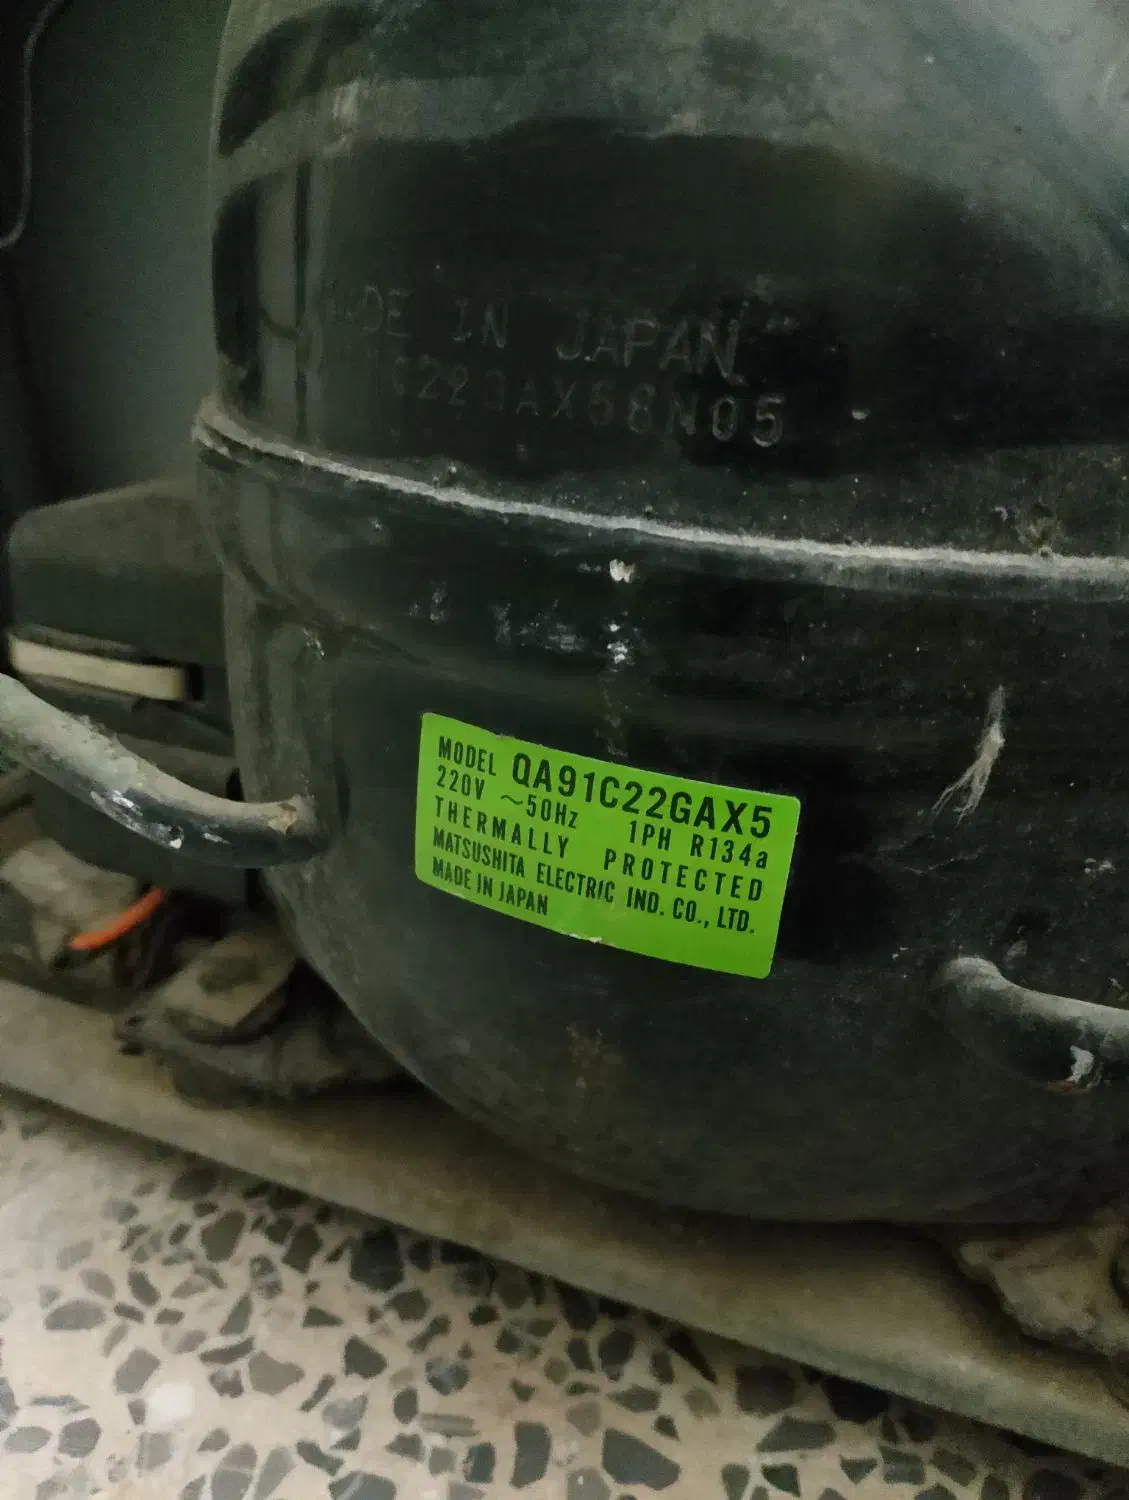 MADE IN JAPAN
C22GAX58N05
MODEL QA91C22GAX5
220V ~50Hz 1PH R134a
THERMALLY PROTECTED
MATSUSHITA ELECTRIC IND. CO., LTD.
MADE IN JAPAN